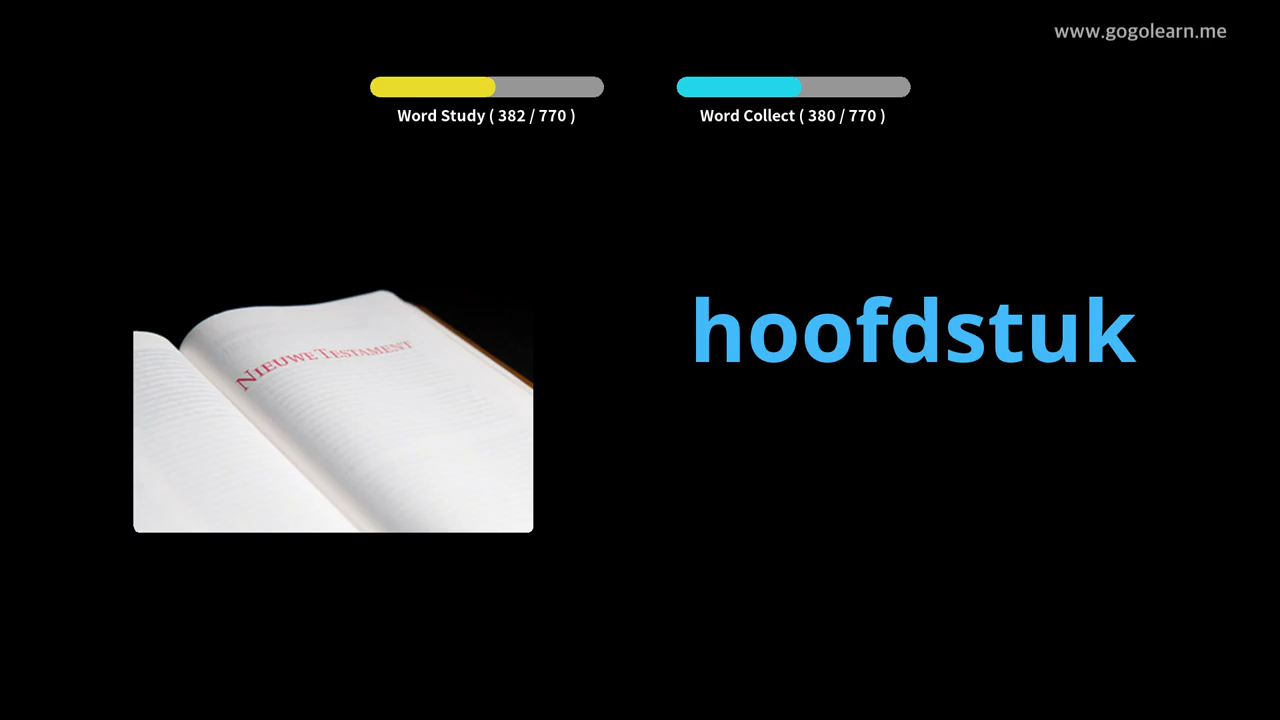 www.gogolearn.me
Word Study ( 382 / 770 )
Word Collect ( 380 / 770 )
hoofdstuk
NIEUWE TESTAMENT